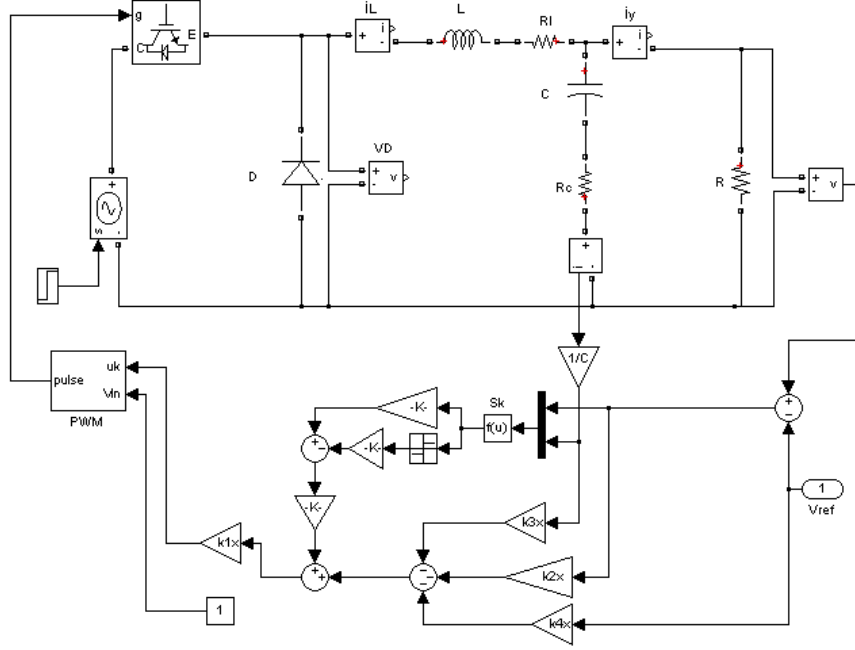 g
C
E
iL
i
+
-
L
Rl
iy
i
+
-
C
Rc
D
VD
+
-
v
R
+
-
v
+
s
-
+
i
-
1/C
pulse
uk
Vin
PWM
-K-
Sk
f(u)
-K-
+
-
-K-
+
-
1
Vref
k3x
k1x
+
+
-
-
-
k2x
1
k4x